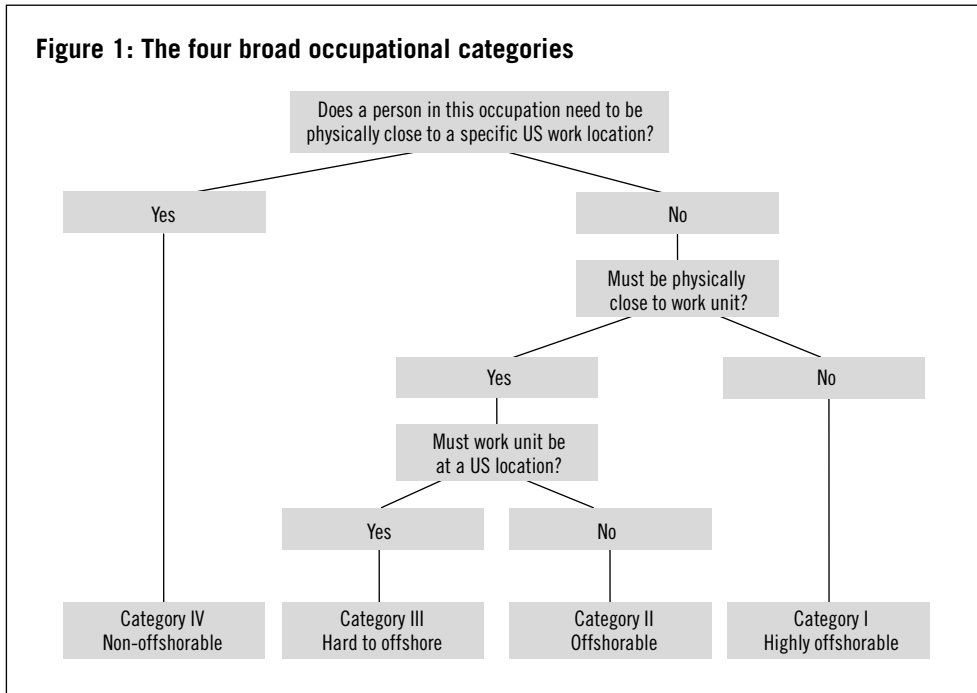 Figure 1: The four broad occupational categories
Does a person in this occupation need to be
physically close to a specific US work location?
Yes
No
Must be physically
close to work unit?
Yes
No
Must work unit be
at a US location?
Yes
No
Category IV
Non-offshorable
Category III
Hard to offshore
Category II
Offshorable
Category I
Highly offshorable